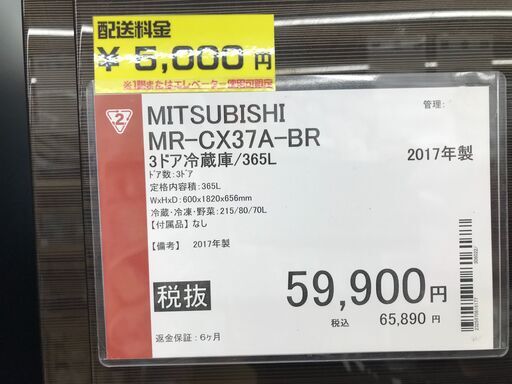 配送料金
¥5,000円
※1階またはエレベーター使用可限定
2
MITSUBISHI
管理:
MR-CX37A-BR
3ドア冷蔵庫/365L
2017年製
ドア数:3ドア
定格内容積:365L
WxHxD:600x1820x656mm
冷蔵・冷凍・野菜:215/80/70L
【付属品】なし
【備考】 2017年製
税抜
59,900円
税込 65,890円
返金保証:6ヶ月